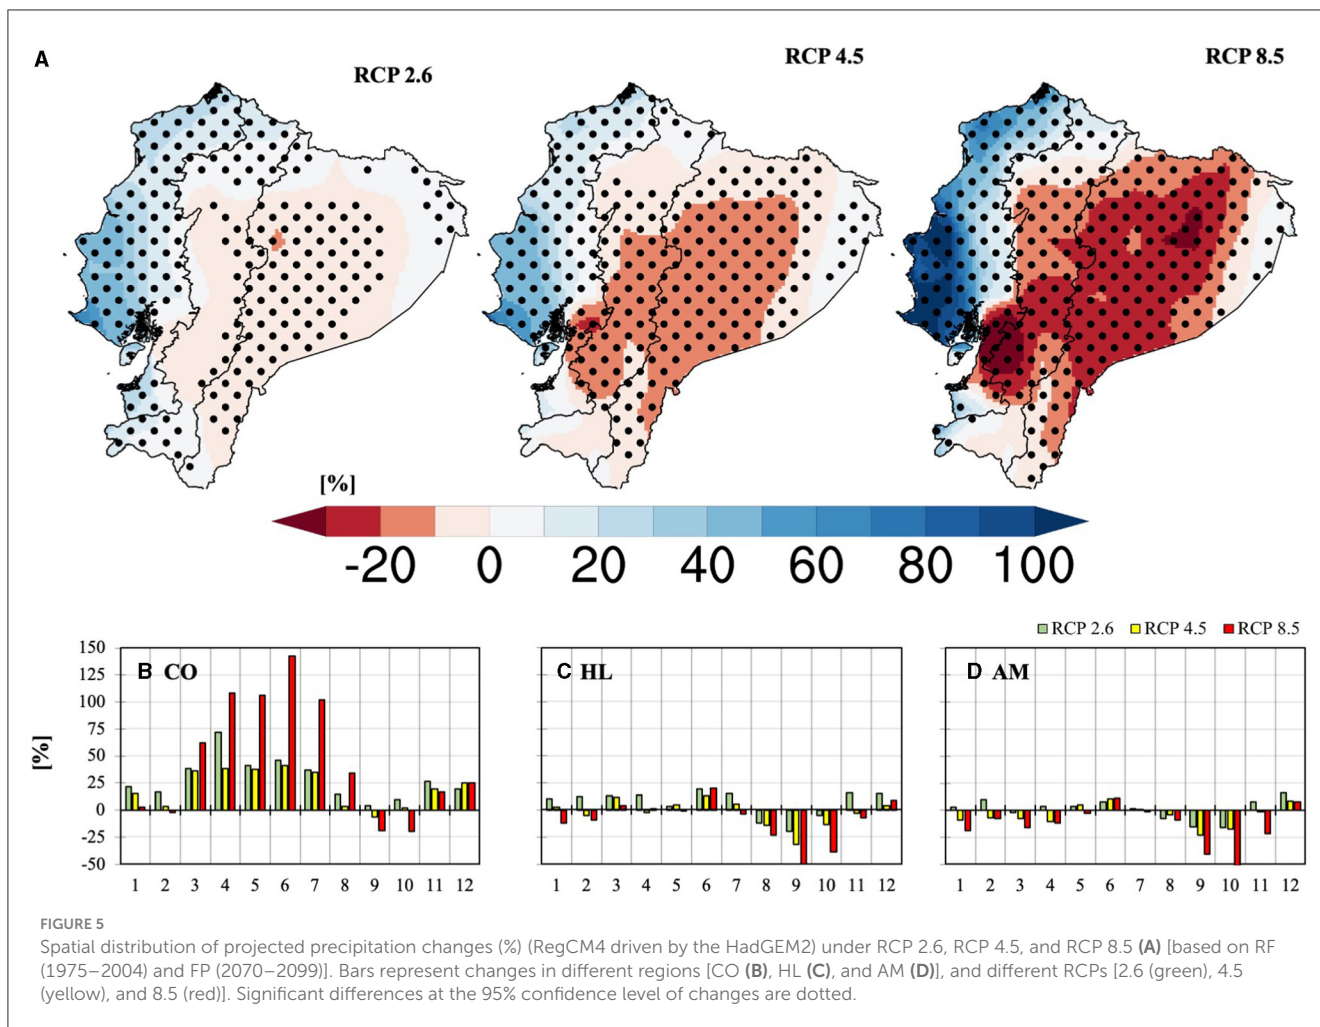 A
RCP 2.6
RCP 4.5
RCP 8.5
[%]
-20 0 20 40 60 80 100
RCP 2.6 RCP 4.5 RCP 8.5
150
125
100
75
50
25
0
-25
-50
[%]
B CO
C HL
D AM
1 2 3 4 5 6 7 8 9 10 11 12
1 2 3 4 5 6 7 8 9 10 11 12
1 2 3 4 5 6 7 8 9 10 11 12
FIGURE 5
Spatial distribution of projected precipitation changes (%) (RegCM4 driven by the HadGEM2) under RCP 2.6, RCP 4.5, and RCP 8.5 (A) [based on RF
(1975–2004) and FP (2070–2099)]. Bars represent changes in different regions [CO (B), HL (C), and AM (D)], and different RCPs [2.6 (green), 4.5
(yellow), and 8.5 (red)]. Significant differences at the 95% confidence level of changes are dotted.